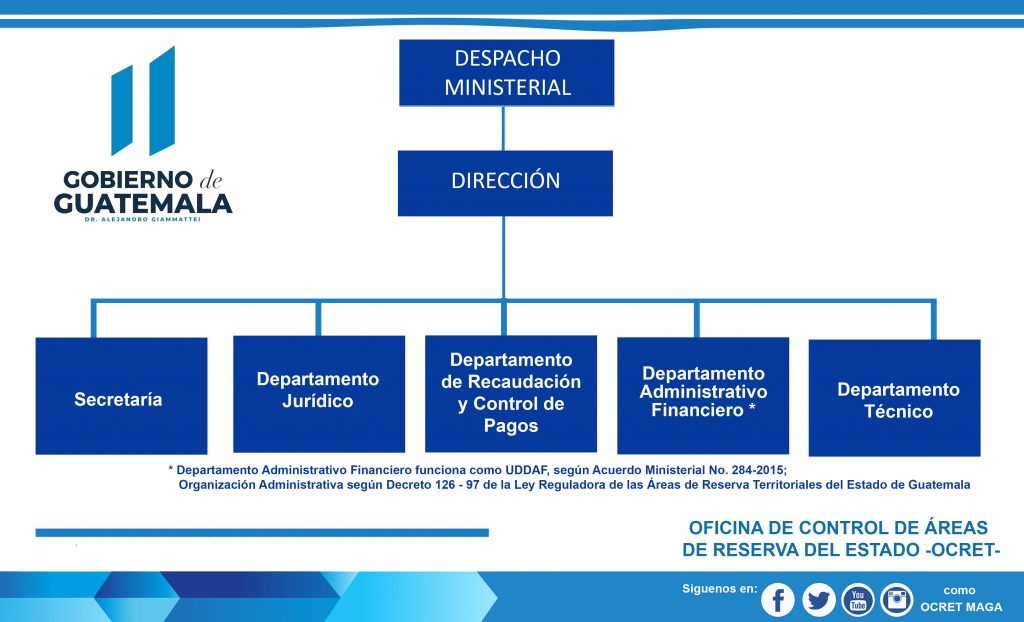 DESPACHO
MINISTERIAL
GOBIERNO de
GUATEMALA
DR. ALEJANDRO GIAMMATTEI
DIRECCIÓN
Secretaría
Departamento
Jurídico
Departamento
de Recaudación
y Control de
Pagos
Departamento
Administrativo
Financiero *
Departamento
Técnico
* Departamento Administrativo Financiero funciona como UDDAF, según Acuerdo Ministerial No. 284-2015;
Organización Administrativa según Decreto 126 - 97 de la Ley Reguladora de las Áreas de Reserva Territoriales del Estado de Guatemala
OFICINA DE CONTROL DE ÁREAS
DE RESERVA DEL ESTADO -OCRET-
Siguenos en:
You
Tube
como
OCRET MAGA